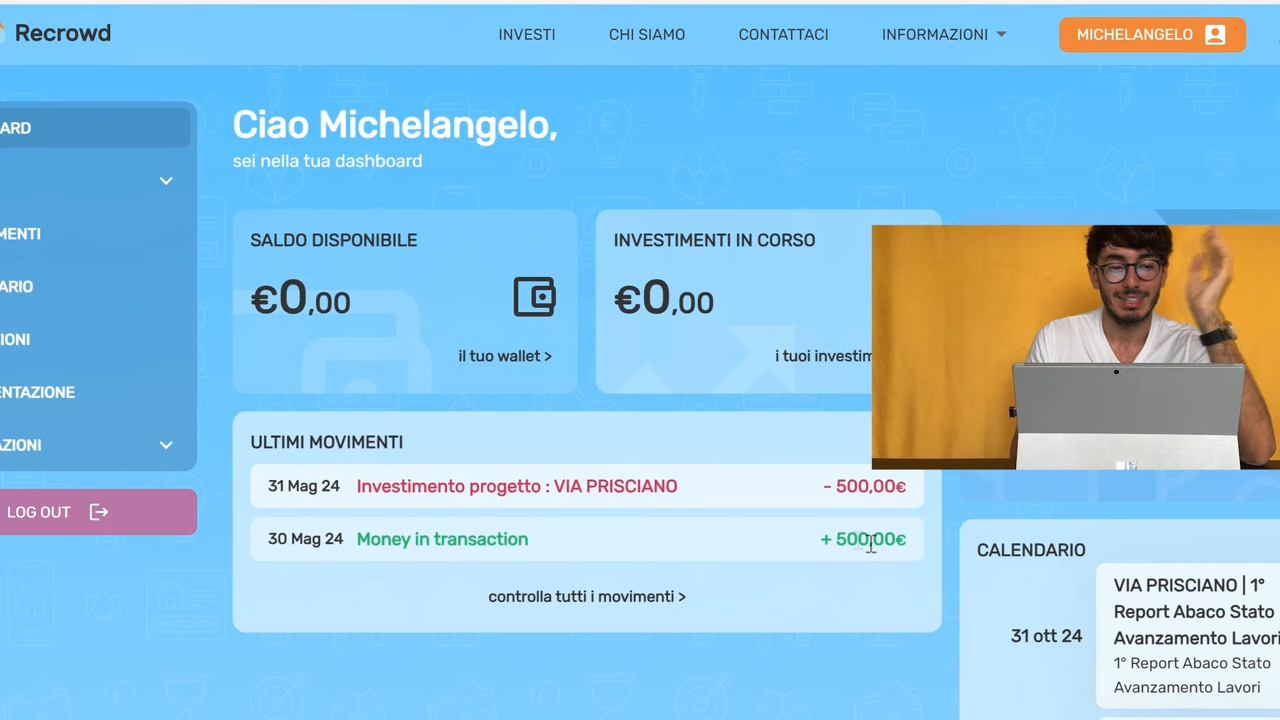 Recrowd
INVESTI
CHI SIAMO
CONTATTACI
INFORMAZIONI
MICHELANGELO
ARD
MENTI
ARIO
IONI
ENTAZIONE
AZIONI
LOG OUT
Ciao Michelangelo,
sei nella tua dashboard
SALDO DISPONIBILE
€0,00
il tuo wallet >
INVESTIMENTI IN CORSO
€0,00
i tuoi investim
ULTIMI MOVIMENTI
31 Mag 24 Investimento progetto : VIA PRISCIANO - 500,00€
30 Mag 24 Money in transaction + 500,00€
controlla tutti i movimenti >
CALENDARIO
31 ott 24
VIA PRISCIANO | 1°
Report Abaco Stato
Avanzamento Lavori
1° Report Abaco Stato
Avanzamento Lavori